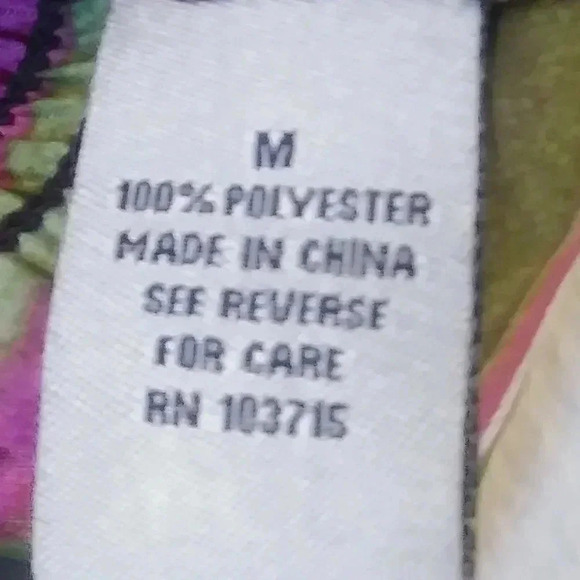 M
100% POLYESTER
MADE IN CHINA
SEE REVERSE
FOR CARE
RN 103715